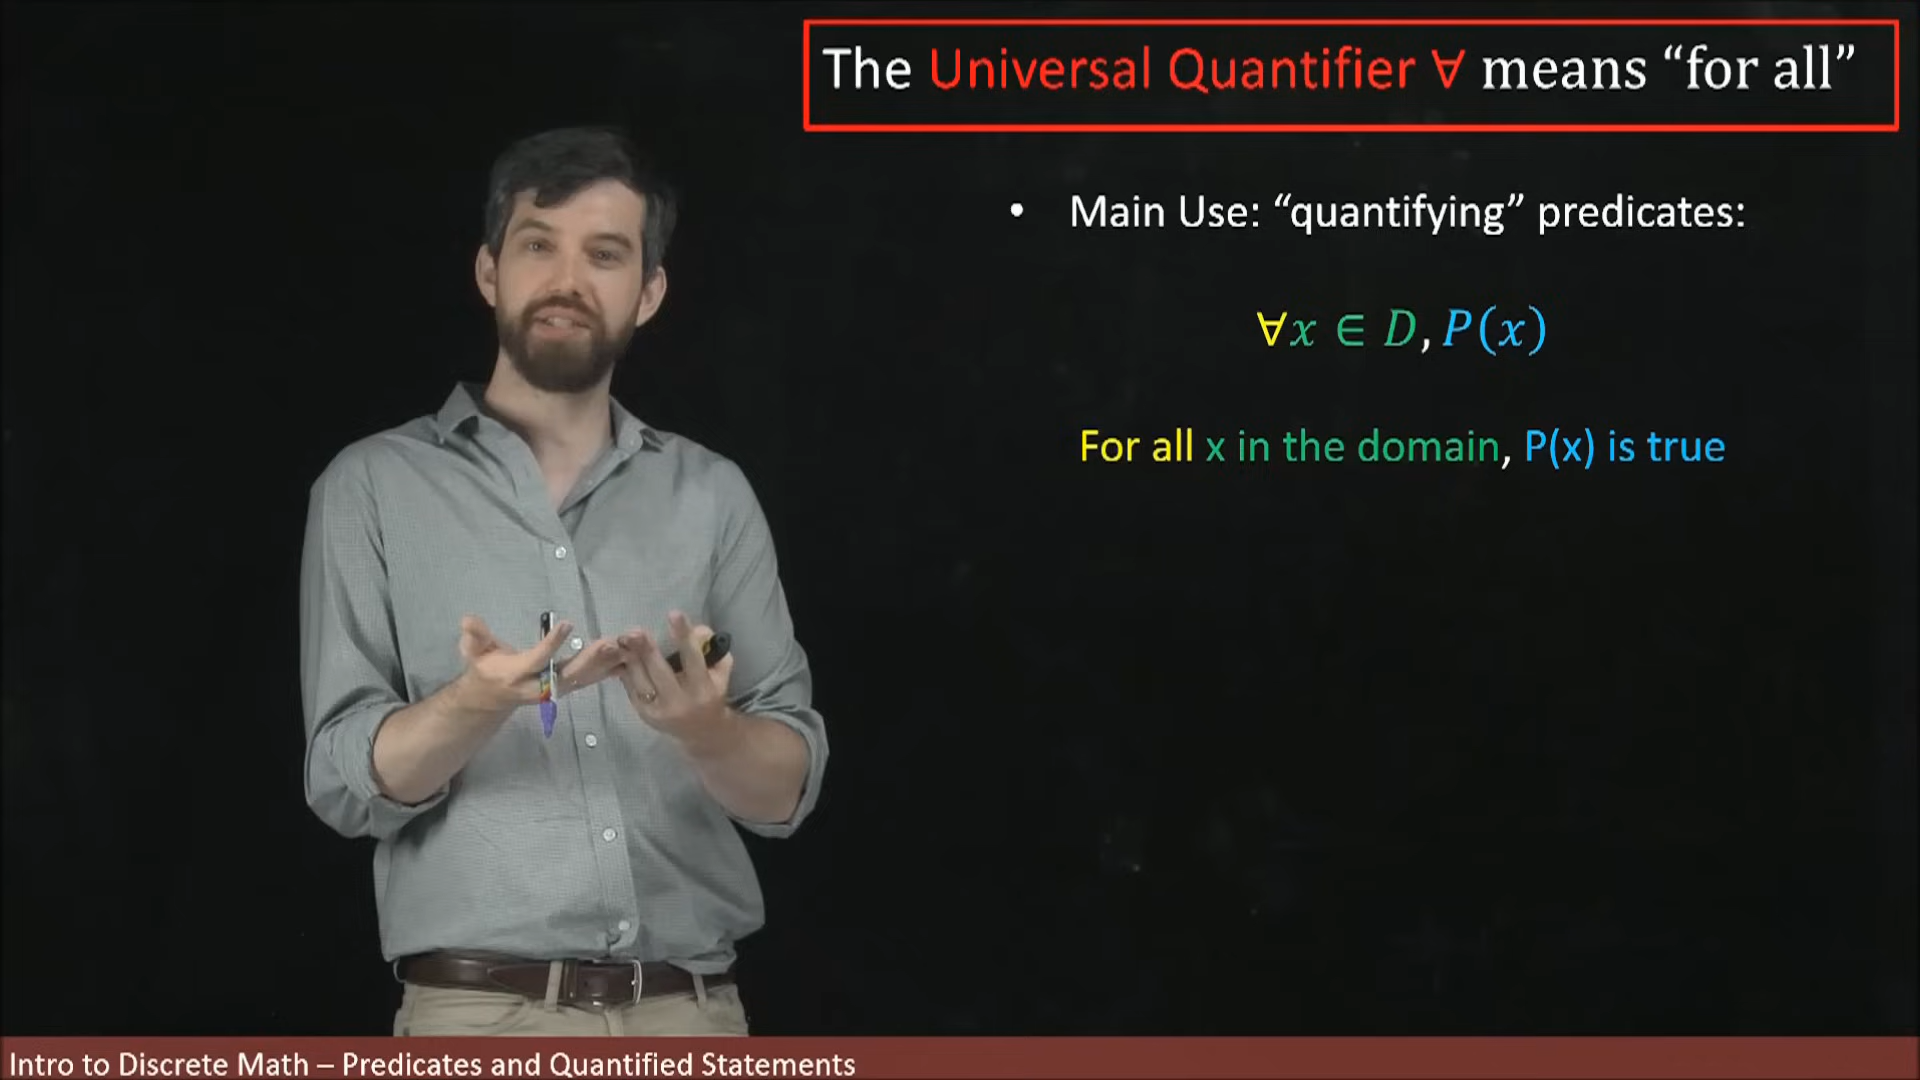 The Universal Quantifier ∀ means “for all”
• Main Use: “quantifying” predicates:
∀x ∈ D, P(x)
For all x in the domain, P(x) is true
Intro to Discrete Math – Predicates and Quantified Statements